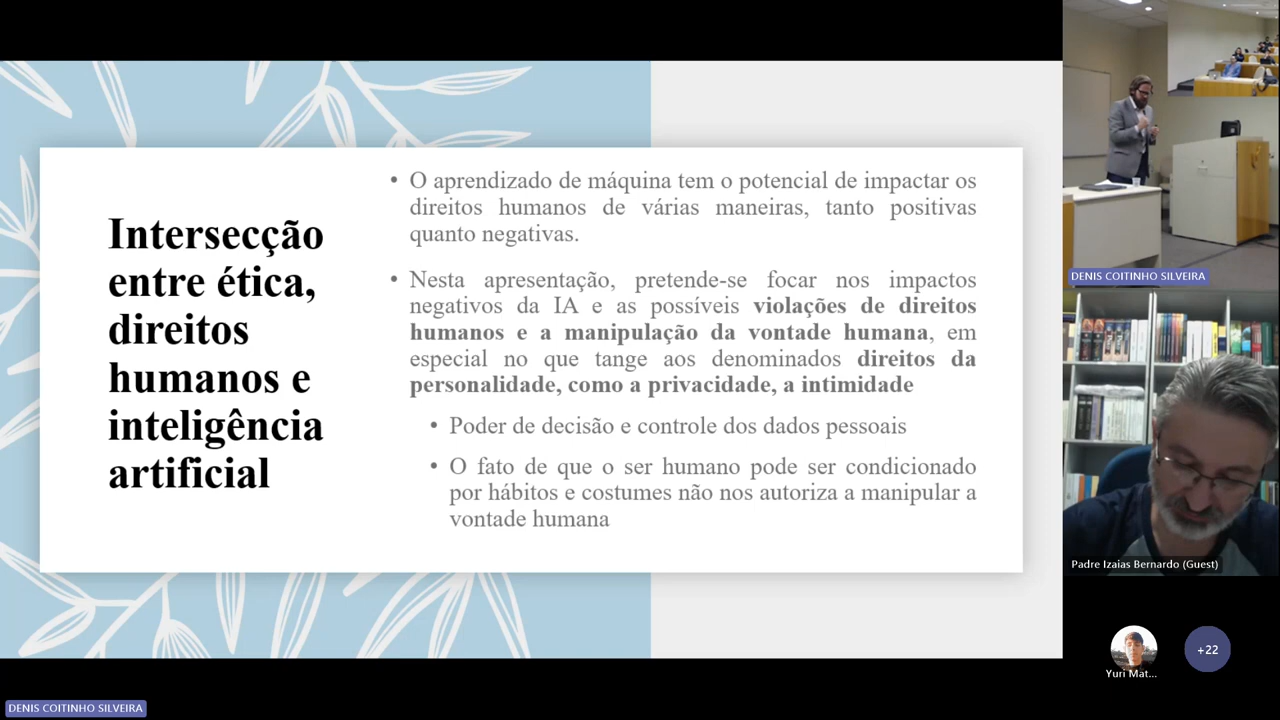 Intersecção
entre ética,
direitos
humanos e
inteligência
artificial
• O aprendizado de máquina tem o potencial de impactar os
direitos humanos de várias maneiras, tanto positivas
quanto negativas.
• Nesta apresentação, pretende-se focar nos impactos
negativos da IA e as possíveis violações de direitos
humanos e a manipulação da vontade humana, em
especial no que tange aos denominados direitos da
personalidade, como a privacidade, a intimidade
• Poder de decisão e controle dos dados pessoais
• O fato de que o ser humano pode ser condicionado
por hábitos e costumes não nos autoriza a manipular a
vontade humana
DENIS COITINHO SILVEIRA
Padre Izaias Bernardo (Guest)
Yuri Mat...
+22
DENIS COITINHO SILVEIRA